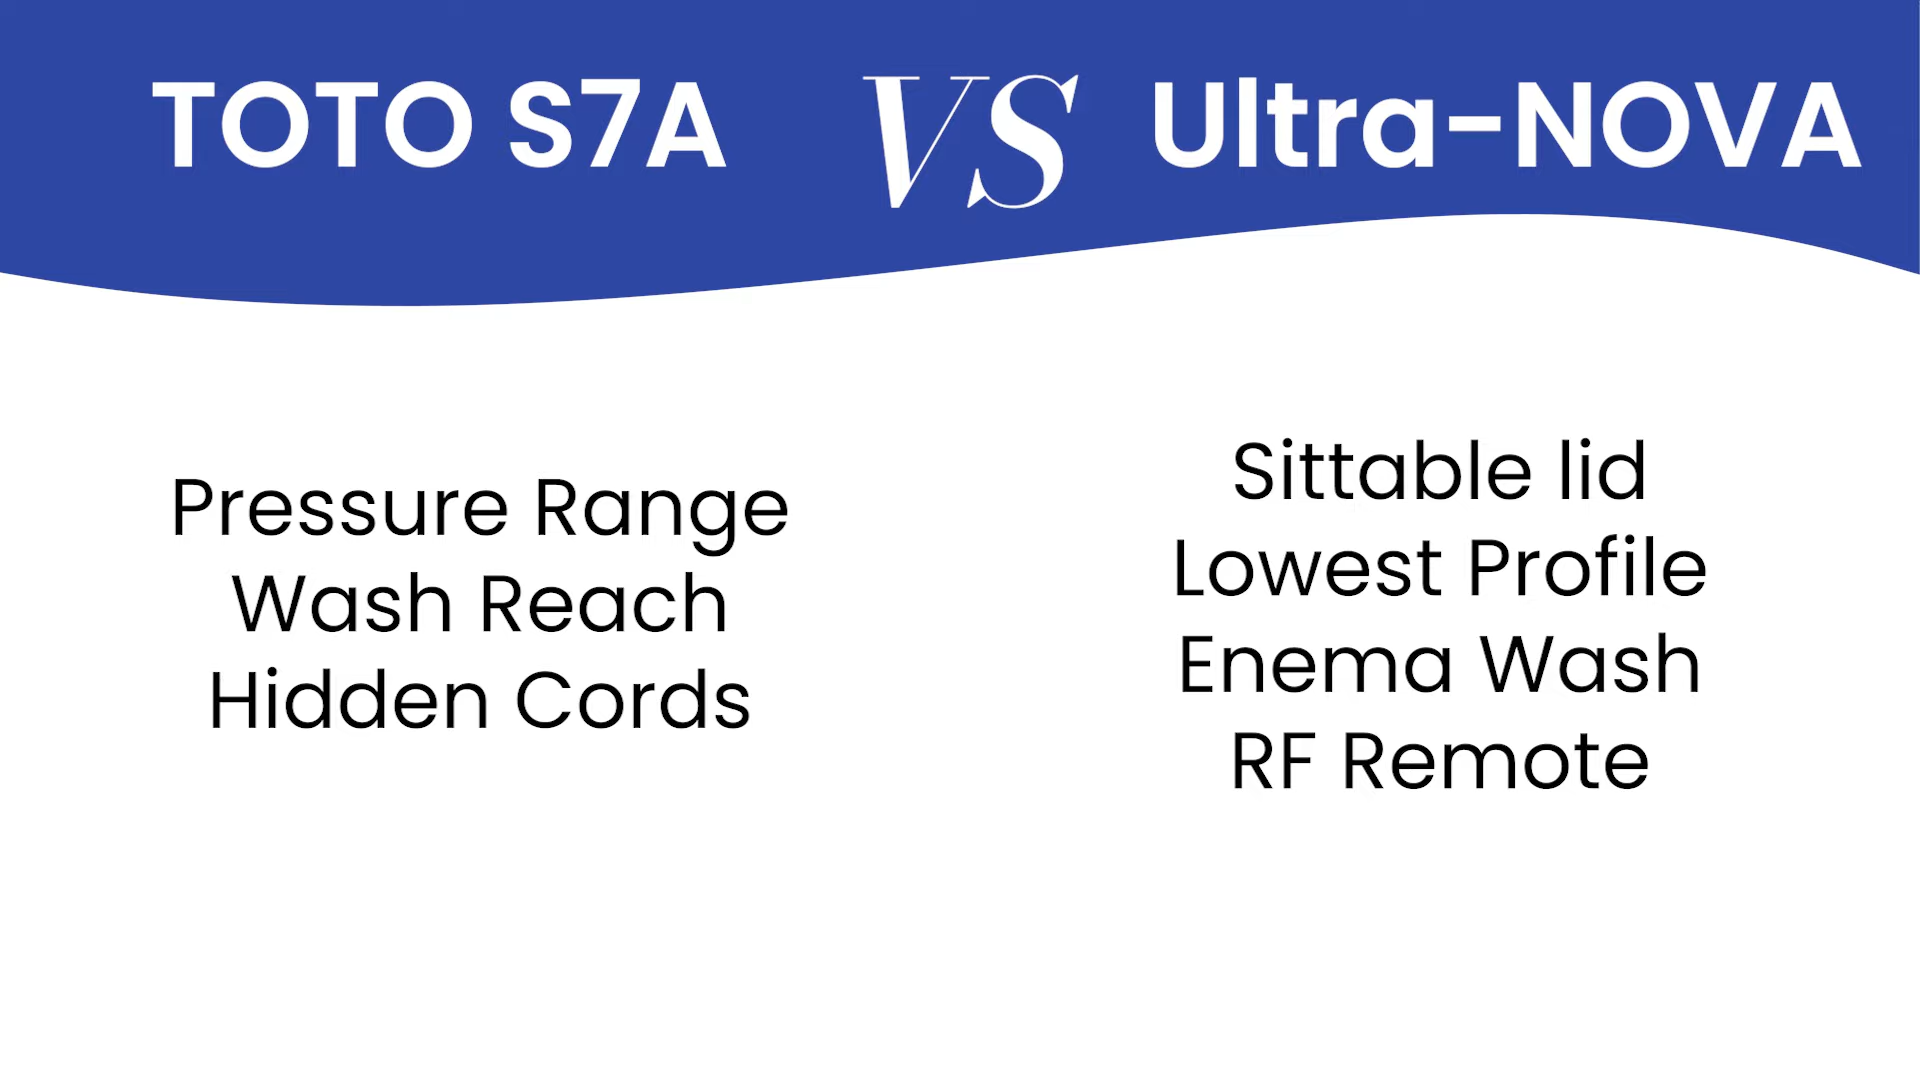 TOTO S7A VS Ultra-NOVA
Pressure Range
Wash Reach
Hidden Cords
Sittable lid
Lowest Profile
Enema Wash
RF Remote